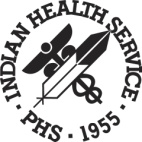 INDIAN HEALTH SERVICE
· PHS · 1955 ·